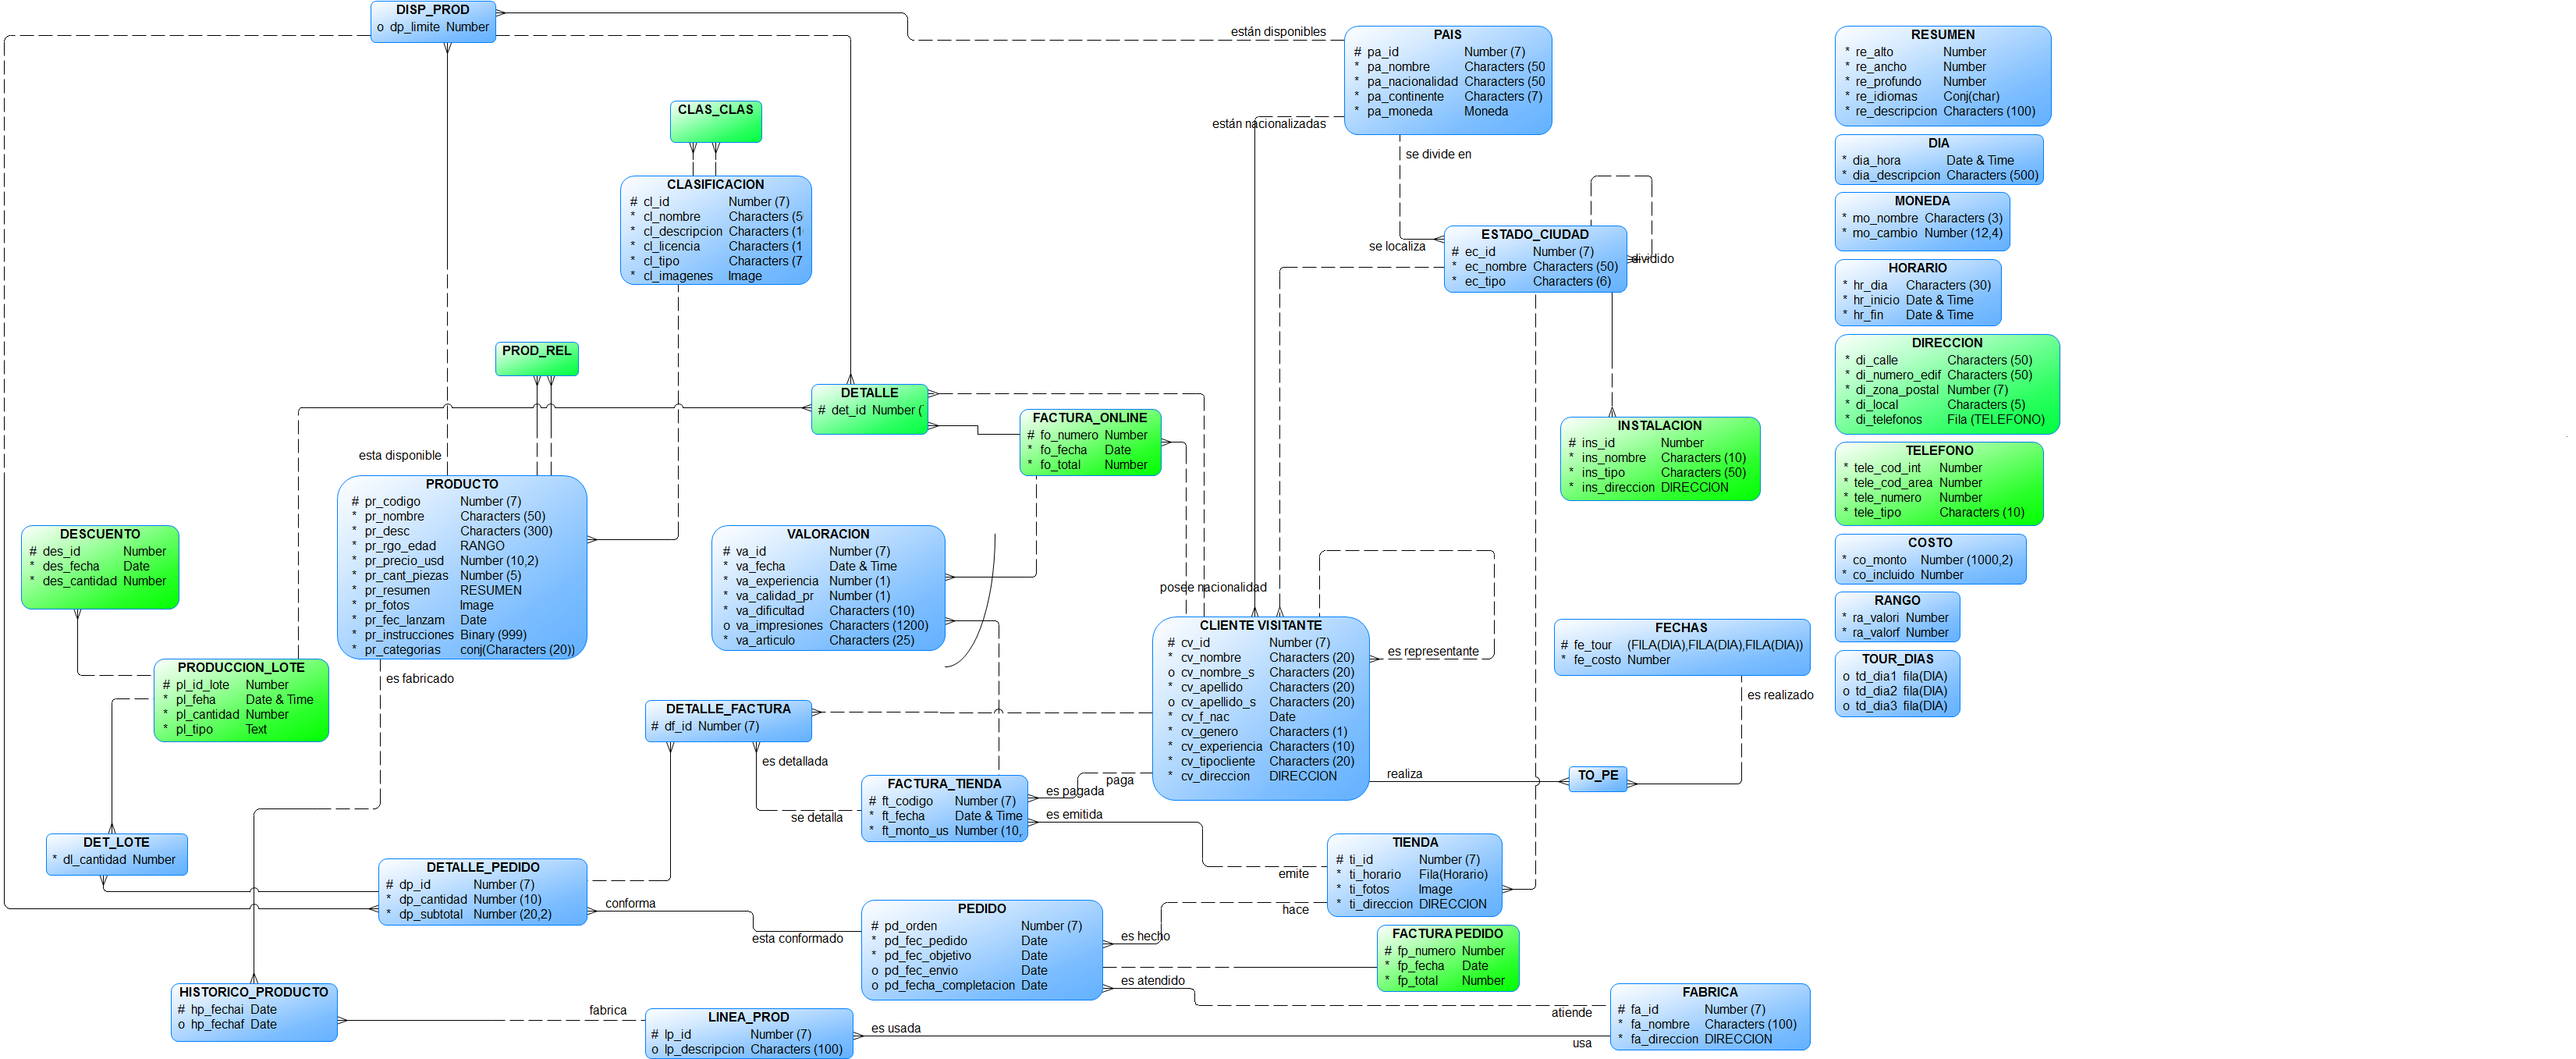 DISP_PROD
o dp_limite Number
están disponibles
PAIS
# pa_id Number (7)
* pa_nombre Characters (50
* pa_nacionalidad Characters (50
* pa_continente Characters (7)
* pa_moneda Moneda
están nacionalizadas
se divide en
RESUMEN
* re_alto Number
* re_ancho Number
* re_profundo Number
* re_idiomas Conj(char)
* re_descripcion Characters (100)
DIA
* dia_hora Date & Time
* dia_descripcion Characters (500)
MONEDA
* mo_nombre Characters (3)
* mo_cambio Number (12,4)
HORARIO
* hr_dia Characters (30)
* hr_inicio Date & Time
* hr_fin Date & Time
DIRECCION
* di_calle Characters (50)
* di_numero_edif Characters (50)
* di_zona_postal Number (7)
* di_local Characters (5)
* di_telefonos Fila (TELEFONO)
TELEFONO
* tele_cod_int Number
* tele_cod_area Number
* tele_numero Number
* tele_tipo Characters (10)
COSTO
* co_monto Number (1000,2)
* co_incluido Number
RANGO
* ra_valori Number
* ra_valorf Number
TOUR_DIAS
o td_dia1 fila(DIA)
o td_dia2 fila(DIA)
o td_dia3 fila(DIA)
CLAS_CLAS
CLASIFICACION
# cl_id Number (7)
* cl_nombre Characters (5
* cl_descripcion Characters (1
* cl_licencia Characters (1
* cl_tipo Characters (7
* cl_imagenes Image
se localiza
ESTADO_CIUDAD
# ec_id Number (7)
* ec_nombre Characters (50)
* ec_tipo Characters (6)
dividido
PROD_REL
DETALLE
# det_id Number (
FACTURA_ONLINE
# fo_numero Number
* fo_fecha Date
* fo_total Number
INSTALACION
# ins_id Number
* ins_nombre Characters (10)
* ins_tipo Characters (50)
* ins_direccion DIRECCION
esta disponible
PRODUCTO
# pr_codigo Number (7)
* pr_nombre Characters (50)
* pr_desc Characters (300)
* pr_rgo_edad RANGO
* pr_precio_usd Number (10,2)
* pr_cant_piezas Number (5)
* pr_resumen RESUMEN
* pr_fotos Image
* pr_fec_lanzam Date
* pr_instrucciones Binary (999)
* pr_categorias conj(Characters (20))
es fabricado
DESCUENTO
# des_id Number
* des_fecha Date
* des_cantidad Number
VALORACION
# va_id Number (7)
* va_fecha Date & Time
* va_experiencia Number (1)
* va_calidad_pr Number (1)
* va_dificultad Characters (10)
o va_impresiones Characters (1200)
* va_articulo Characters (25)
posee nacionalidad
CLIENTE VISITANTE
# cv_id Number (7)
* cv_nombre Characters (20)
o cv_nombre_s Characters (20)
* cv_apellido Characters (20)
o cv_apellido_s Characters (20)
* cv_f_nac Date
* cv_genero Characters (1)
* cv_experiencia Characters (10)
* cv_tipocliente Characters (20)
* cv_direccion DIRECCION
es representante
FECHAS
# fe_tour (FILA(DIA),FILA(DIA),FILA(DIA))
* fe_costo Number
es realizado
PRODUCCION_LOTE
# pl_id_lote Number
* pl_feha Date & Time
* pl_cantidad Number
* pl_tipo Text
DETALLE_FACTURA
# df_id Number (7)
es detallada
se detalla
FACTURA_TIENDA
# ft_codigo Number (7)
* ft_fecha Date & Time
* ft_monto_us Number (10,
paga
es pagada
es emitida
realiza
TO_PE
DET_LOTE
* dl_cantidad Number
DETALLE_PEDIDO
# dp_id Number (7)
* dp_cantidad Number (10)
* dp_subtotal Number (20,2)
conforma
esta conformado
TIENDA
# ti_id Number (7)
* ti_horario Fila(Horario)
* ti_fotos Image
* ti_direccion DIRECCION
emite
hace
PEDIDO
# pd_orden Number (7)
* pd_fec_pedido Date
* pd_fec_objetivo Date
o pd_fec_envio Date
o pd_fecha_completacion Date
es hecho
es atendido
FACTURA PEDIDO
# fp_numero Number
* fp_fecha Date
* fp_total Number
HISTORICO_PRODUCTO
# hp_fechai Date
o hp_fechaf Date
fabrica
LINEA_PROD
# lp_id Number (7)
o lp_descripcion Characters (100)
es usada
atiende
usa
FABRICA
# fa_id Number (7)
* fa_nombre Characters (100)
* fa_direccion DIRECCION